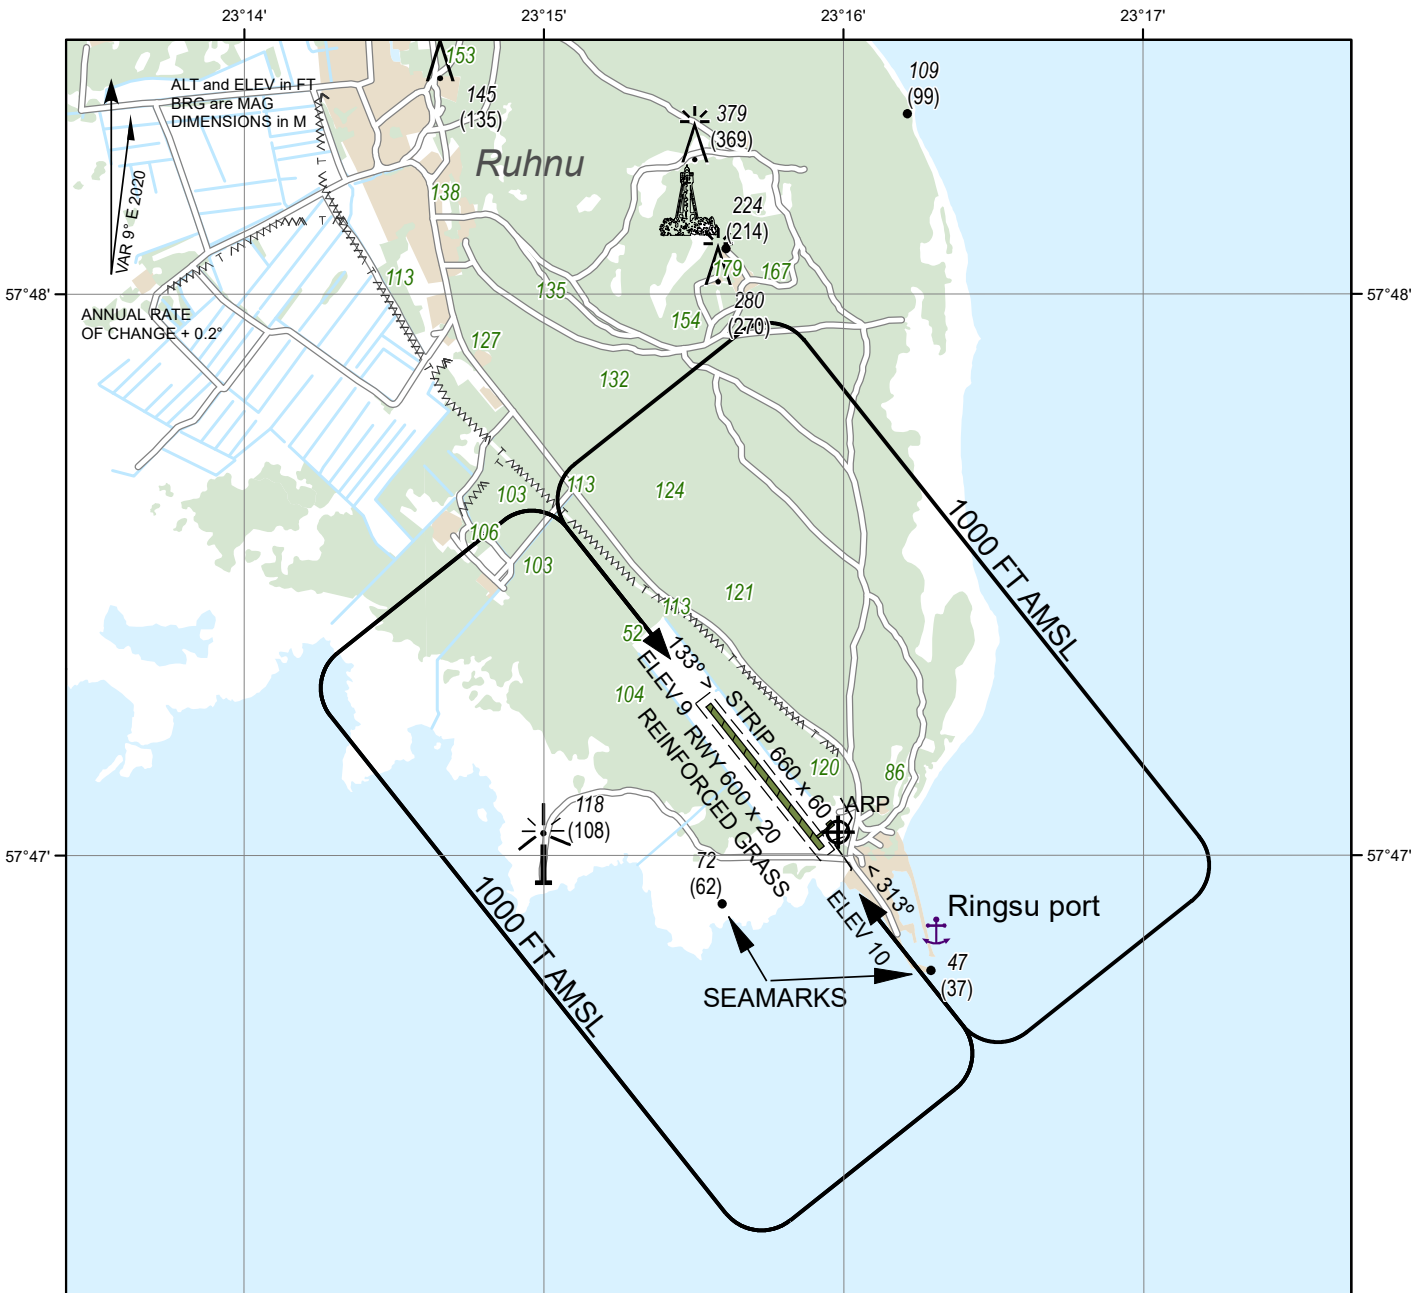 23°14'
23°15'
23°16'
23°17'
153
ALT and ELEV in FT
BRG are MAG
DIMENSIONS in M
145
(135)
379
(369)
109
(99)
Ruhnu
138
VAR 9° E 2020
224
(214)
113
179
167
135
57°48'
57°48'
280
(270)
ANNUAL RATE
OF CHANGE + 0.2°
154
127
132
103
113
124
106
103
1000 FT AMSL
121
113
52
133° >
104
ELEV 9
STRIP 660 x 60
RWY 600 x 20
REINFORCED GRASS
120
86
ARP
118
(108)
57°47'
57°47'
72
(62)
< 313°
ELEV 10
Ringsu port
1000 FT AMSL
47
(37)
SEAMARKS